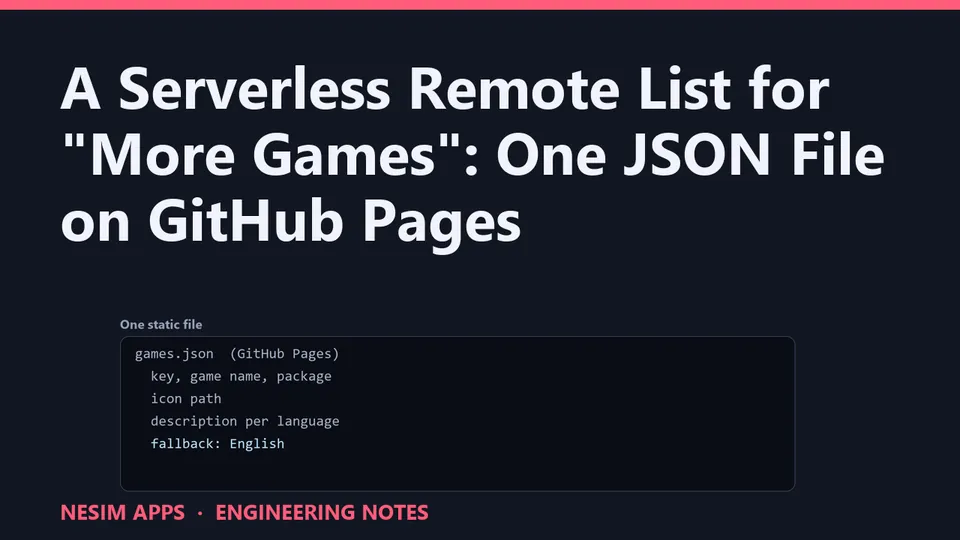 A Serverless Remote List for
"More Games": One JSON File
on GitHub Pages
One static file
games.json  (GitHub Pages)
key, game name, package
icon path
description per language
fallback: English
NESIM APPS · ENGINEERING NOTES